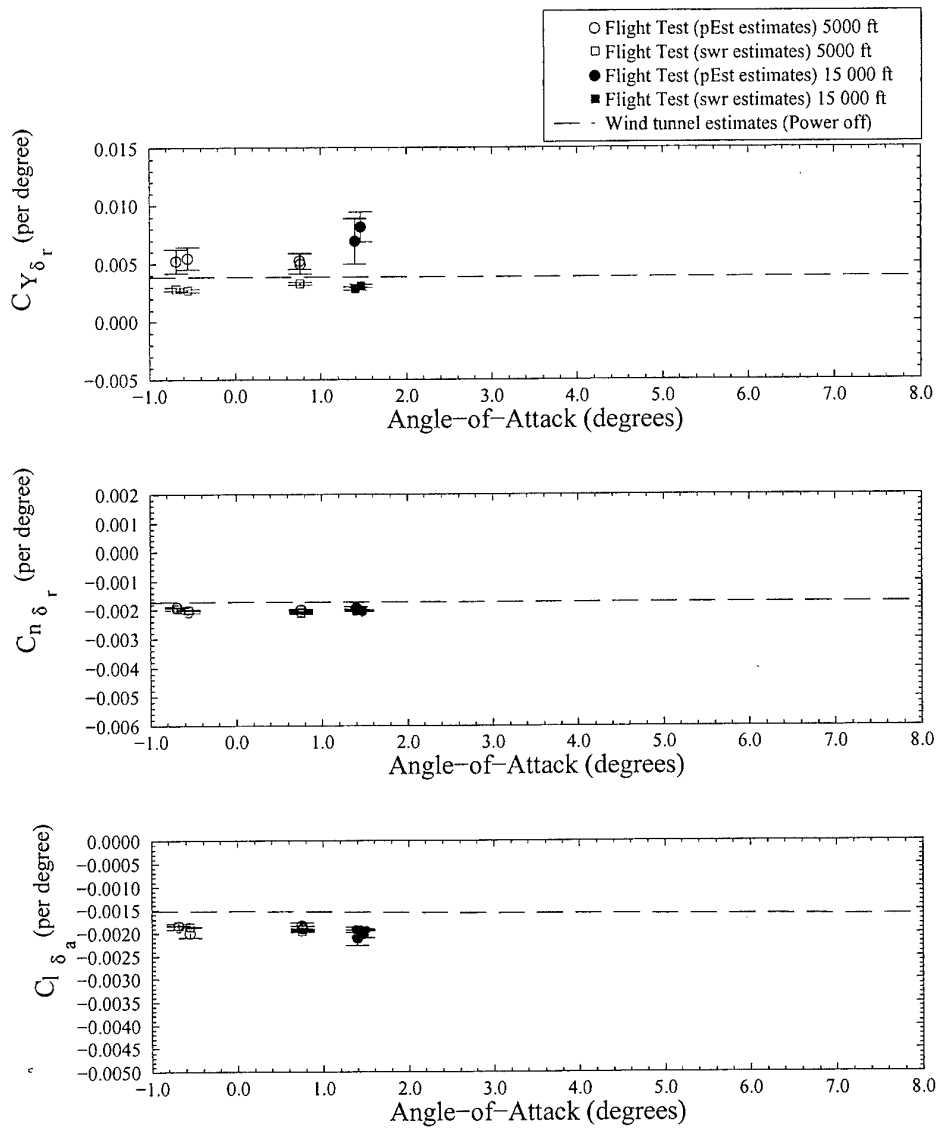 Flight Test (pEst estimates) 5000 ft
Flight Test (swr estimates) 5000 ft
Flight Test (pEst estimates) 15 000 ft
Flight Test (swr estimates) 15 000 ft
Wind tunnel estimates (Power off)
C Y δ r (per degree)
0.015
0.010
0.005
0.000
−0.005
−1.0 0.0 1.0 2.0 3.0 4.0 5.0 6.0 7.0 8.0
Angle−of−Attack (degrees)
C n δ r (per degree)
0.002
0.001
0.000
−0.001
−0.002
−0.002
−0.003
−0.004
−0.005
−0.006
−1.0 0.0 1.0 2.0 3.0 4.0 5.0 6.0 7.0 8.0
Angle−of−Attack (degrees)
C l δ a (per degree)
0.0000
−0.0005
−0.0010
−0.0015
−0.0020
−0.0030
−0.0035
−0.0040
−0.0045
−0.0050
−1.0 0.0 1.0 2.0 3.0 4.0 5.0 6.0 7.0 8.0
Angle−of−Attack (degrees)